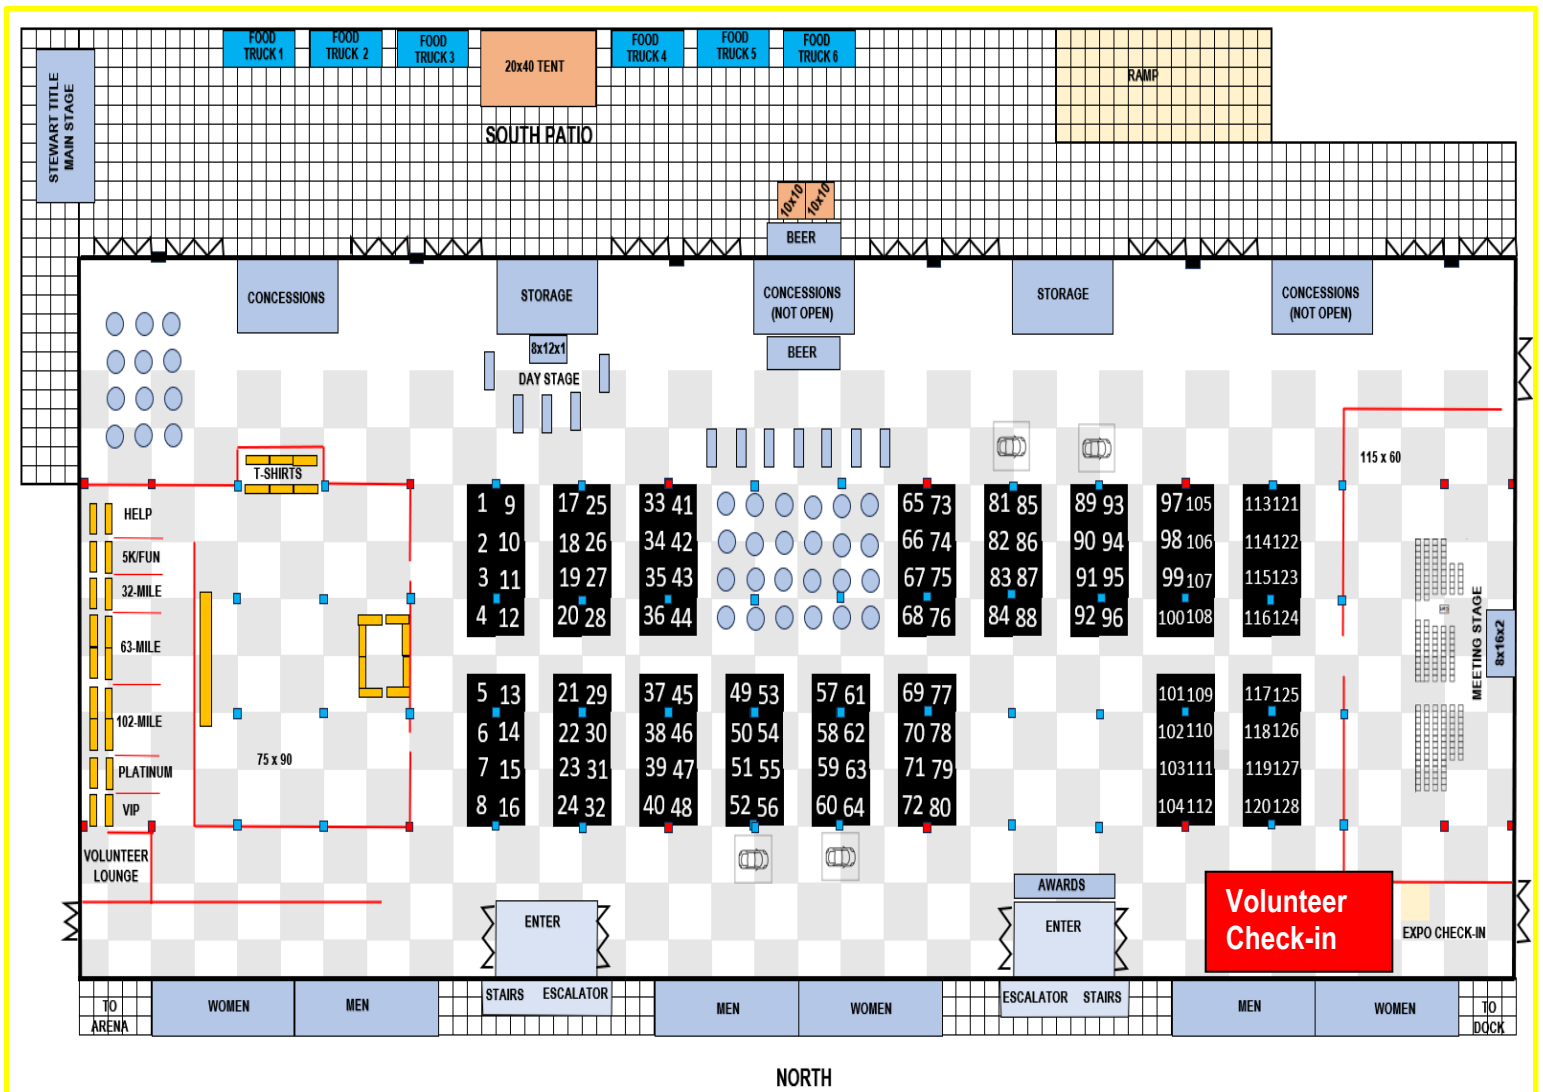 FOOD
TRUCK 1
FOOD
TRUCK 2
FOOD
TRUCK 3
20x40 TENT
FOOD
TRUCK 4
FOOD
TRUCK 5
FOOD
TRUCK 6
RAMP
STEWART TITLE
MAIN STAGE
SOUTH PATIO
10x10
10x10
BEER
CONCESSIONS
STORAGE
CONCESSIONS
(NOT OPEN)
STORAGE
CONCESSIONS
(NOT OPEN)
8x12x1
BEER
DAY STAGE
115 x 60
T-SHIRTS
HELP
5K/FUN
32-MILE
63-MILE
102-MILE
PLATINUM
VIP
75 x 90
1 9 17 25 33 41 65 73 81 85 89 93 97 105 113 121
2 10 18 26 34 42 66 74 82 86 90 94 98 106 114 122
3 11 19 27 35 43 67 75 83 87 91 95 99 107 115 123
4 12 20 28 36 44 68 76 84 88 92 96 100 108 116 124
5 13 21 29 37 45 49 53 57 61 69 77 101 109 117 125
6 14 22 30 38 46 50 54 58 62 70 78 102 110 118 126
7 15 23 31 39 47 51 55 59 63 71 79 103 111 119 127
8 16 24 32 40 48 52 56 60 64 72 80 104 112 120 128
MEETING STAGE
8x16x2
VOLUNTEER
LOUNGE
ENTER
AWARDS
ENTER
Volunteer
Check-in
EXPO CHECK-IN
TO
ARENA
WOMEN
MEN
STAIRS ESCALATOR
MEN
WOMEN
ESCALATOR STAIRS
MEN
WOMEN
TO
DOCK
NORTH